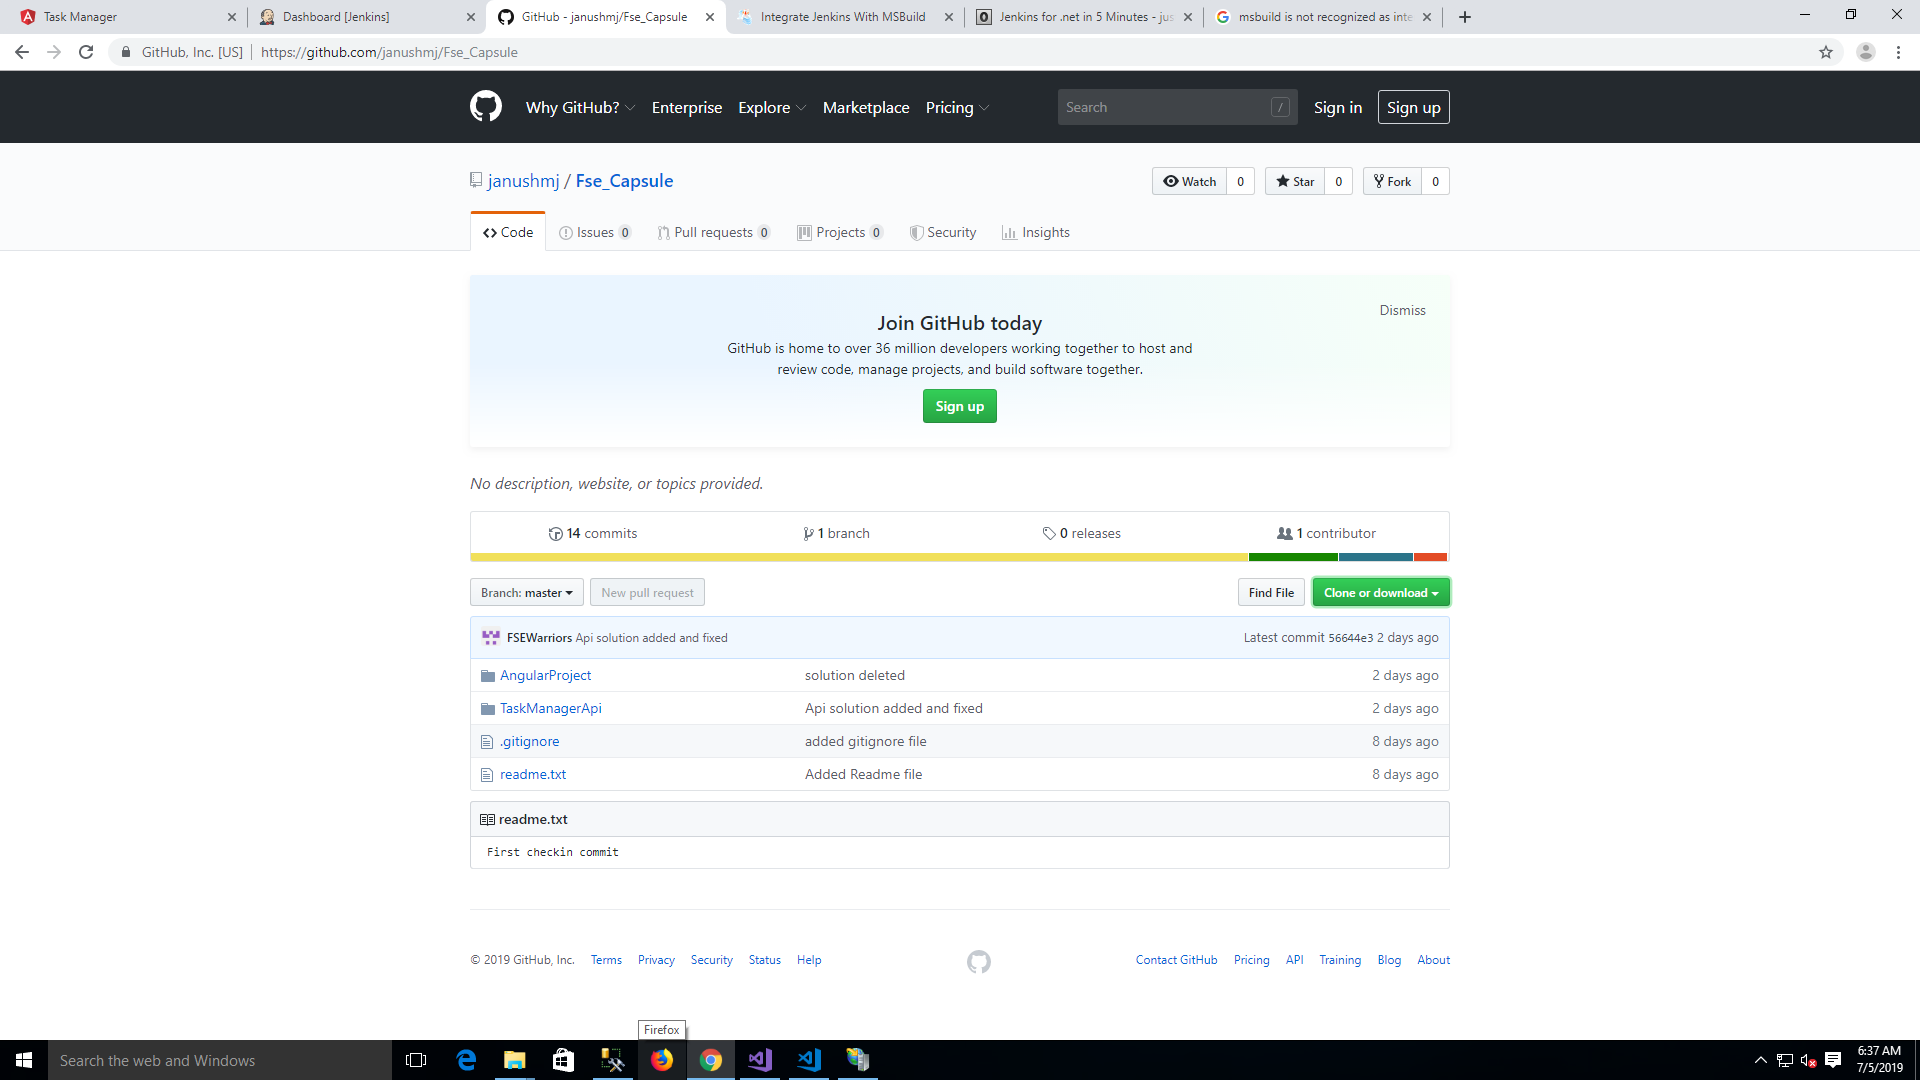 Task Manager
Dashboard [Jenkins]
GitHub - janushmj/Fse_Capsule
Integrate Jenkins With MSBuild
Jenkins for .net in 5 Minutes - jus
msbuild is not recognized as inte
GitHub, Inc. [US] https://github.com/janushmj/Fse_Capsule
Why GitHub? Enterprise Explore Marketplace Pricing Search / Sign in Sign up
janushmj / Fse_Capsule
Watch 0 Star 0 Fork 0
Code Issues 0 Pull requests 0 Projects 0 Security Insights
Dismiss
Join GitHub today
GitHub is home to over 36 million developers working together to host and
review code, manage projects, and build software together.
Sign up
No description, website, or topics provided.
14 commits 1 branch 0 releases 1 contributor
Branch: master New pull request Find File Clone or download
FSEWarriors Api solution added and fixed Latest commit 56644e3 2 days ago
AngularProject solution deleted 2 days ago
TaskManagerApi Api solution added and fixed 2 days ago
.gitignore added gitignore file 8 days ago
readme.txt Added Readme file 8 days ago
readme.txt
First checkin commit
© 2019 GitHub, Inc. Terms Privacy Security Status Help Contact GitHub Pricing API Training Blog About
Firefox
Search the web and Windows
6:37 AM
7/5/2019